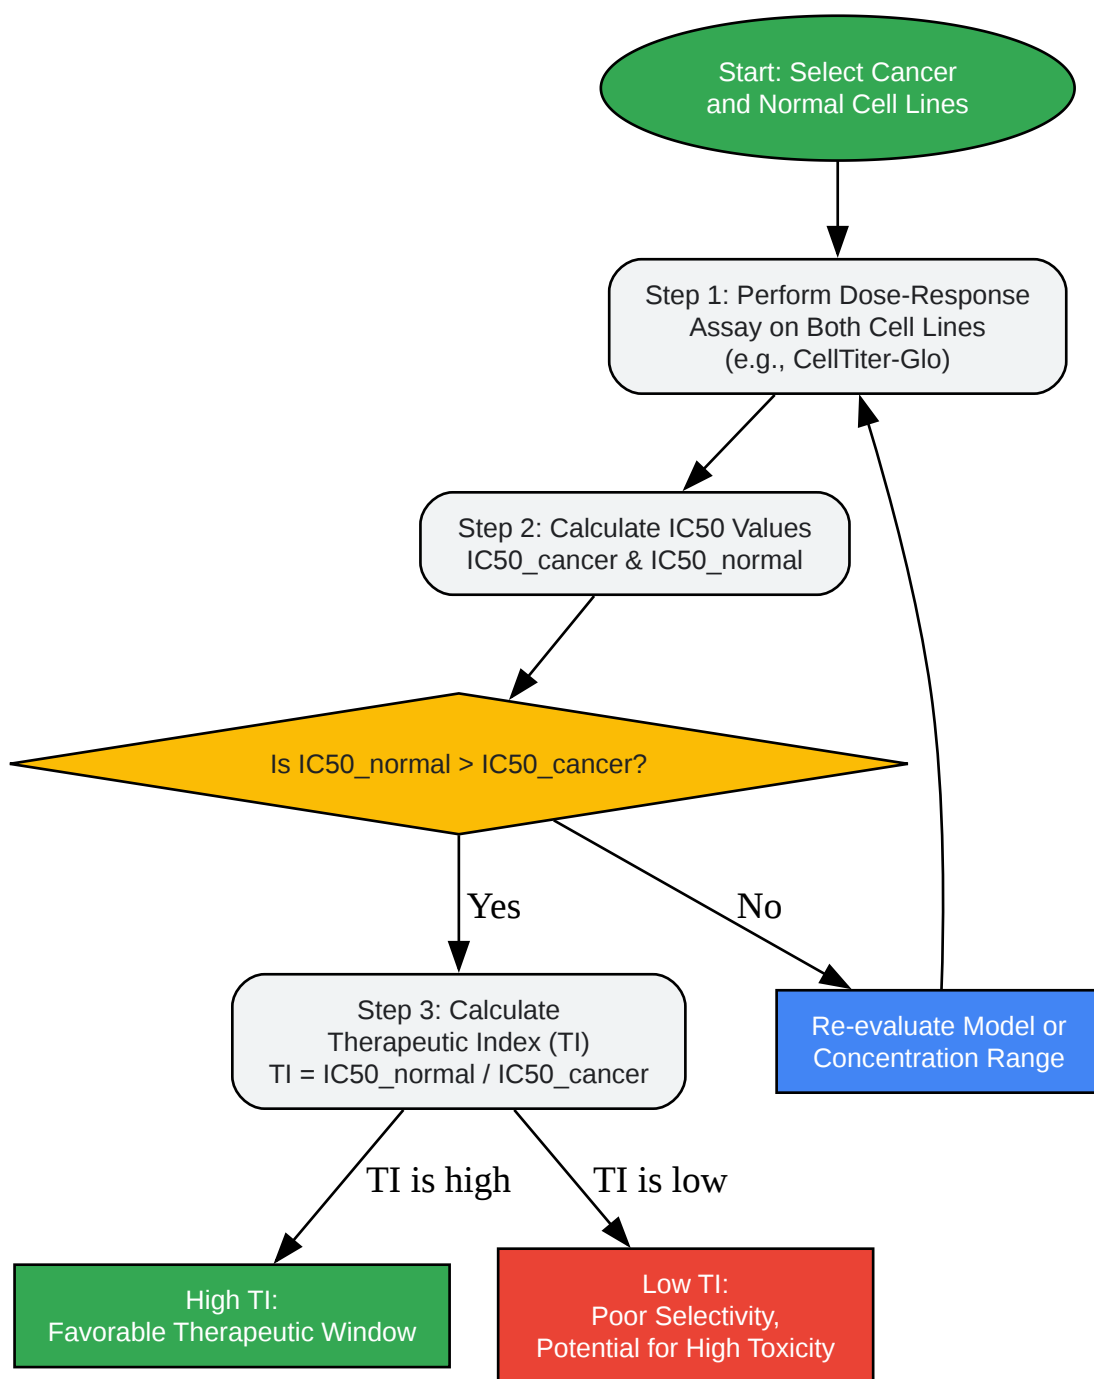 Start: Select Cancer
and Normal Cell Lines
Step 1: Perform Dose-Response
Assay on Both Cell Lines
(e.g., CellTiter-Glo)
Step 2: Calculate IC50 Values
IC50_cancer & IC50_normal
Is IC50_normal > IC50_cancer?
Yes
No
Step 3: Calculate
Therapeutic Index (TI)
TI = IC50_normal / IC50_cancer
Re-evaluate Model or
Concentration Range
TI is high
TI is low
High TI:
Favorable Therapeutic Window
Low TI:
Poor Selectivity,
Potential for High Toxicity